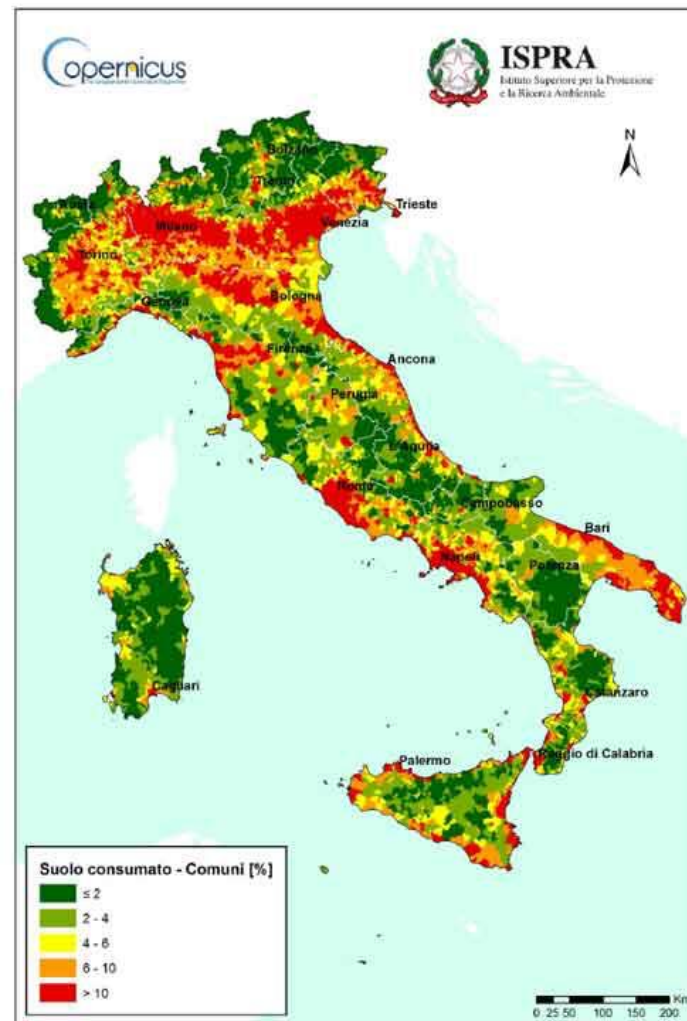 Copernicus
ISPRA
Istituto Superiore per la Protezione
e la Ricerca Ambientale
N
Bolzano
Trento
Aosta
Trieste
Milano
Venezia
Torino
Genova
Bologna
Firenze
Ancona
Perugia
L'Aquila
Roma
Campobasso
Bari
Napoli
Potenza
Cagliari
Catanzaro
Palermo
Reggio di Calabria
Suolo consumato - Comuni [%]
≤ 2
2 - 4
4 - 6
6 - 10
> 10
Km
0 25 50 100 150 200